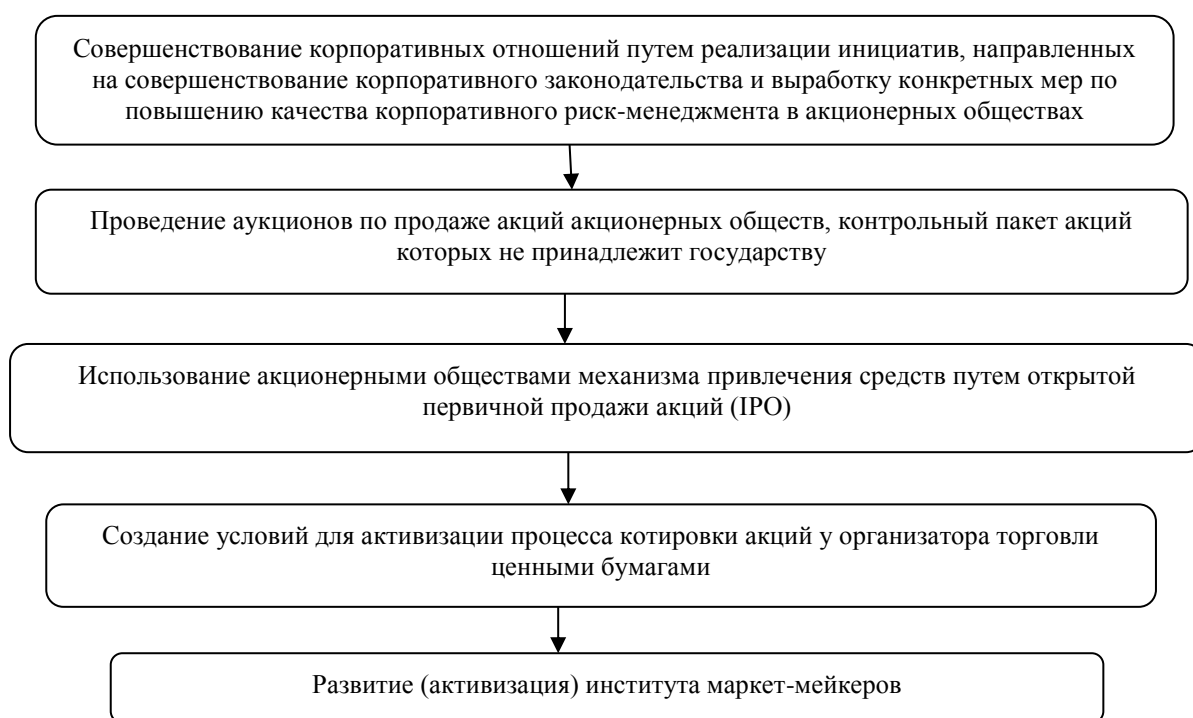 Совершенствование корпоративных отношений путем реализации инициатив, направленных
на совершенствование корпоративного законодательства и выработку конкретных мер по
повышению качества корпоративного риск-менеджмента в акционерных обществах
Проведение аукционов по продаже акций акционерных обществ, контрольный пакет акций
которых не принадлежит государству
Использование акционерными обществами механизма привлечения средств путем открытой
первичной продажи акций (IPO)
Создание условий для активизации процесса котировки акций у организатора торговли
ценными бумагами
Развитие (активизация) института маркет-мейкеров